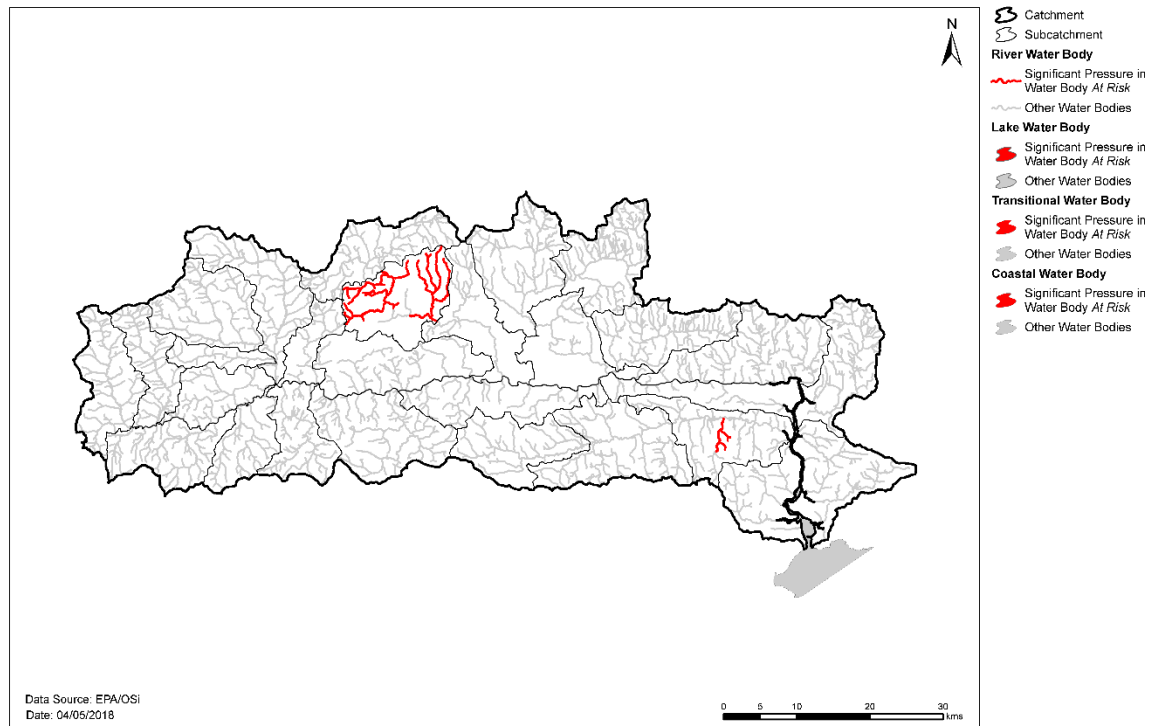 N
Catchment
Subcatchment
River Water Body
Significant Pressure in
Water Body At Risk
Other Water Bodies
Lake Water Body
Significant Pressure in
Water Body At Risk
Other Water Bodies
Transitional Water Body
Significant Pressure in
Water Body At Risk
Other Water Bodies
Coastal Water Body
Significant Pressure in
Water Body At Risk
Other Water Bodies
Data Source: EPA/OSi
Date: 04/05/2018
0 5 10 20 30
kms